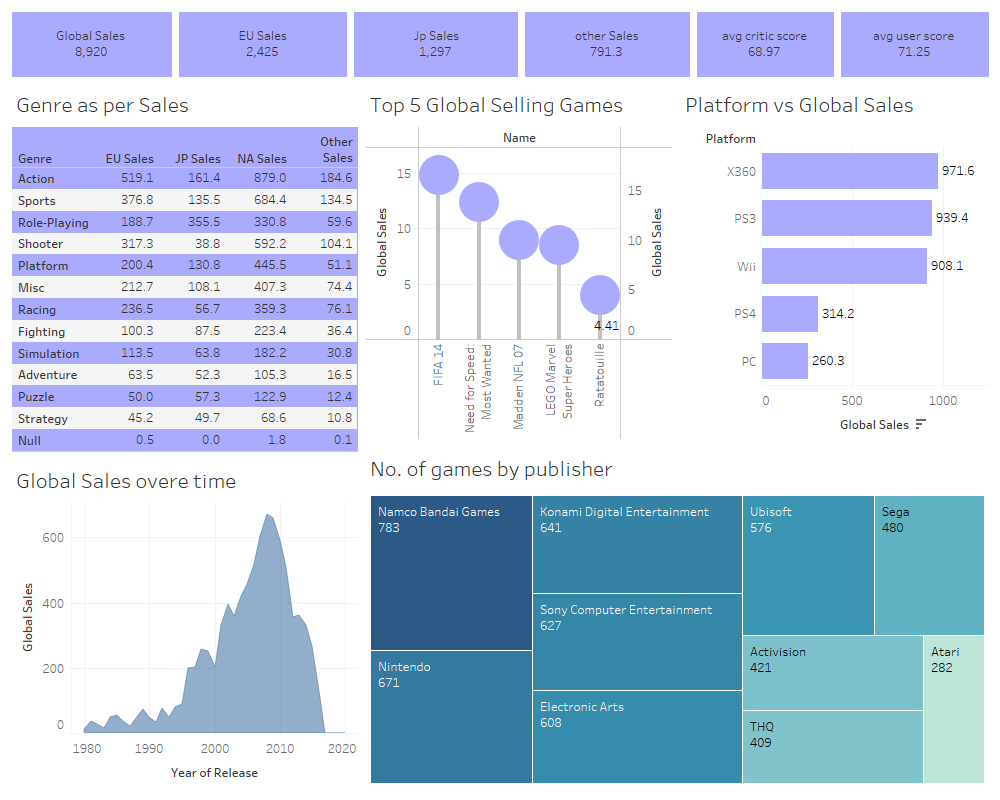 Global Sales
8,920
EU Sales
2,425
Jp Sales
1,297
other Sales
791.3
avg critic score
68.97
avg user score
71.25
Genre as per Sales
Genre EU Sales JP Sales NA Sales Other Sales
Action 519.1 161.4 879.0 184.6
Sports 376.8 135.5 684.4 134.5
Role-Playing 188.7 355.5 330.8 59.6
Shooter 317.3 38.8 592.2 104.1
Platform 200.4 130.8 445.5 51.1
Misc 212.7 108.1 407.3 74.4
Racing 236.5 56.7 359.3 76.1
Fighting 100.3 87.5 223.4 36.4
Simulation 113.5 63.8 182.2 30.8
Adventure 63.5 52.3 105.3 16.5
Puzzle 50.0 57.3 122.9 12.4
Strategy 45.2 49.7 68.6 10.8
Null 0.5 0.0 1.8 0.1
Top 5 Global Selling Games
Name
Global Sales
15
10
5
0
15
10
5
0
Global Sales
4.41
FIFA 14
Need for Speed:
Most Wanted
Madden NFL 07
LEGO Marvel
Super Heroes
Ratatouille
Platform vs Global Sales
Platform
X360 971.6
PS3 939.4
Wii 908.1
PS4 314.2
PC 260.3
0 500 1000
Global Sales
Global Sales overe time
Global Sales
600
400
200
0
1980 1990 2000 2010 2020
Year of Release
No. of games by publisher
Namco Bandai Games
783
Nintendo
671
Konami Digital Entertainment
641
Sony Computer Entertainment
627
Electronic Arts
608
Ubisoft
576
Sega
480
Activision
421
THQ
409
Atari
282